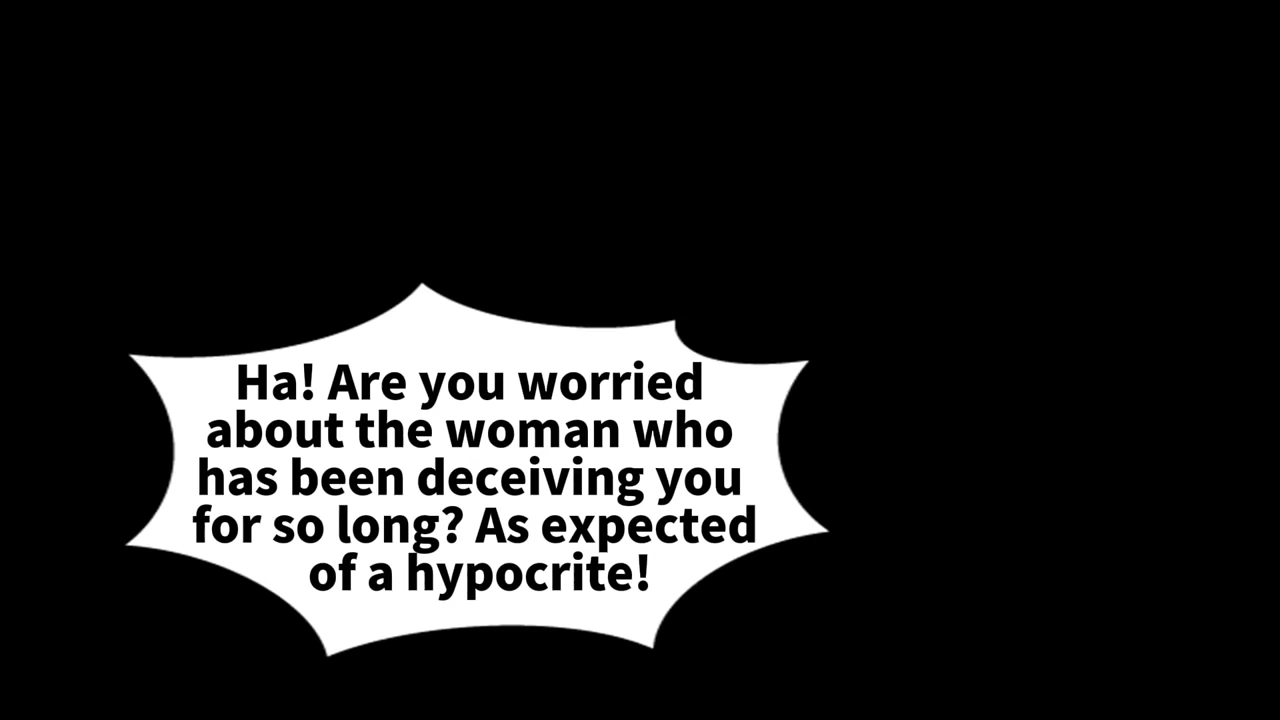 Ha! Are you worried
about the woman who
has been deceiving you
for so long? As expected
of a hypocrite!